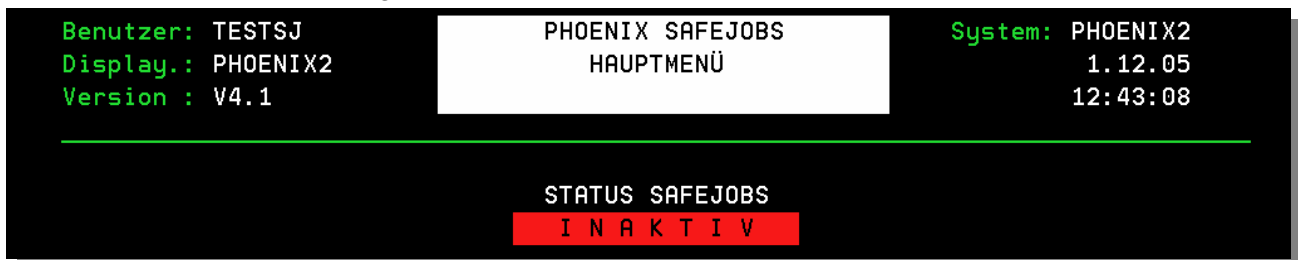 Benutzer: TESTSJ PHOENIX SAFEJOBS System: PHOENIX2
Display.: PHOENIX2 HAUPTMENÜ 1.12.05
Version : V4.1 12:43:08
STATUS SAFEJOBS
I N A K T I V